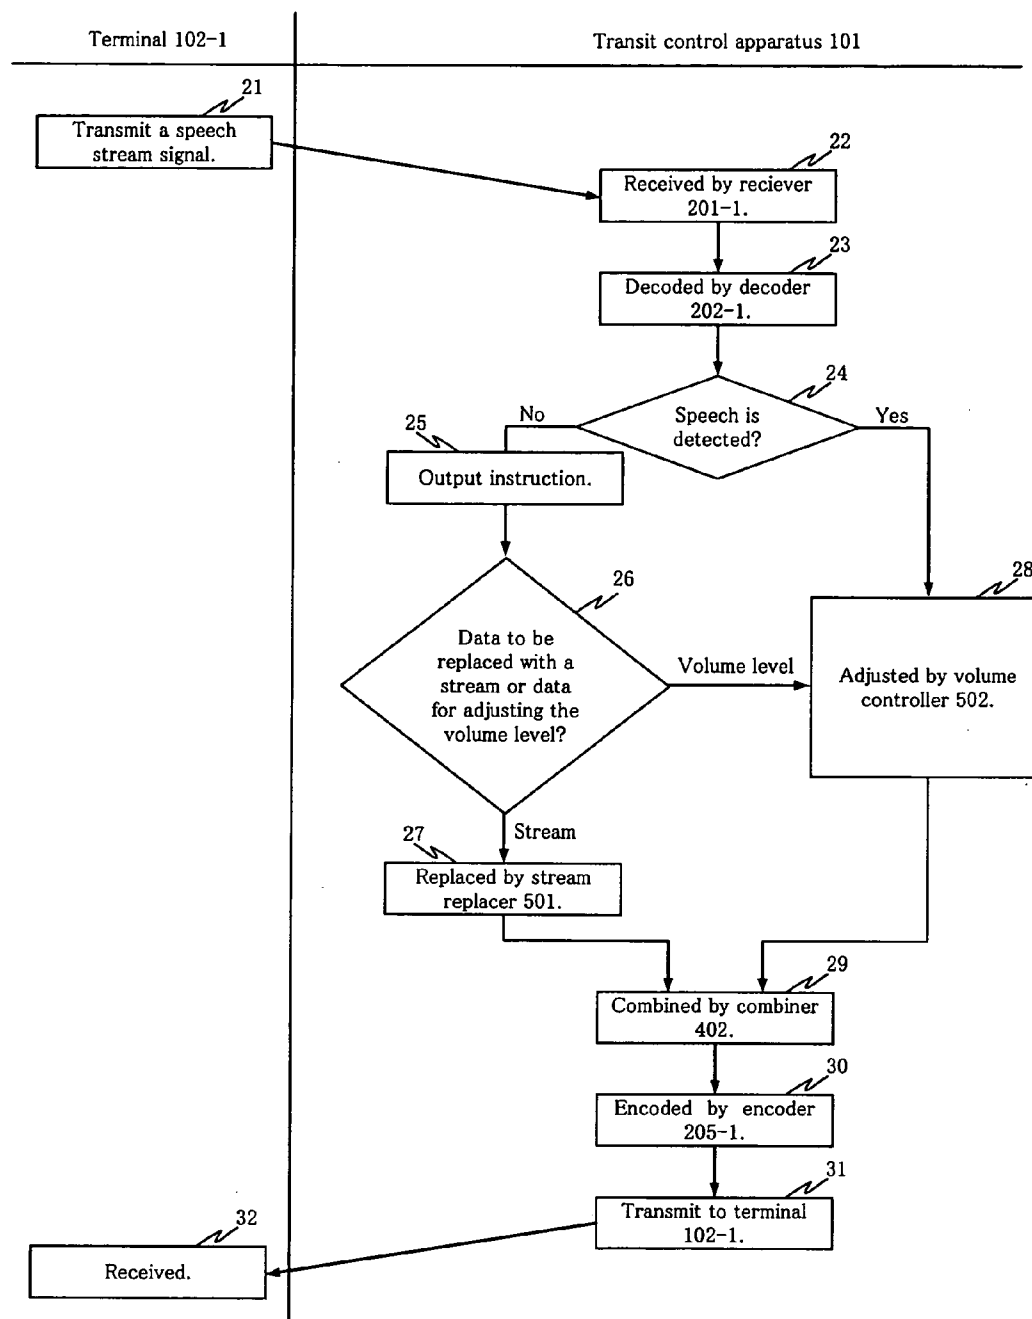 Terminal 102-1
Transit control apparatus 101
21
Transmit a speech
stream signal.
22
Received by reciever
201-1.
23
Decoded by decoder
202-1.
24
Speech is
detected?
No
Yes
25
Output instruction.
26
Data to be
replaced with a
stream or data
for adjusting the
volume level?
Volume level
28
Adjusted by volume
controller 502.
Stream
27
Replaced by stream
replacer 501.
29
Combined by combiner
402.
30
Encoded by encoder
205-1.
31
Transmit to terminal
102-1.
32
Received.